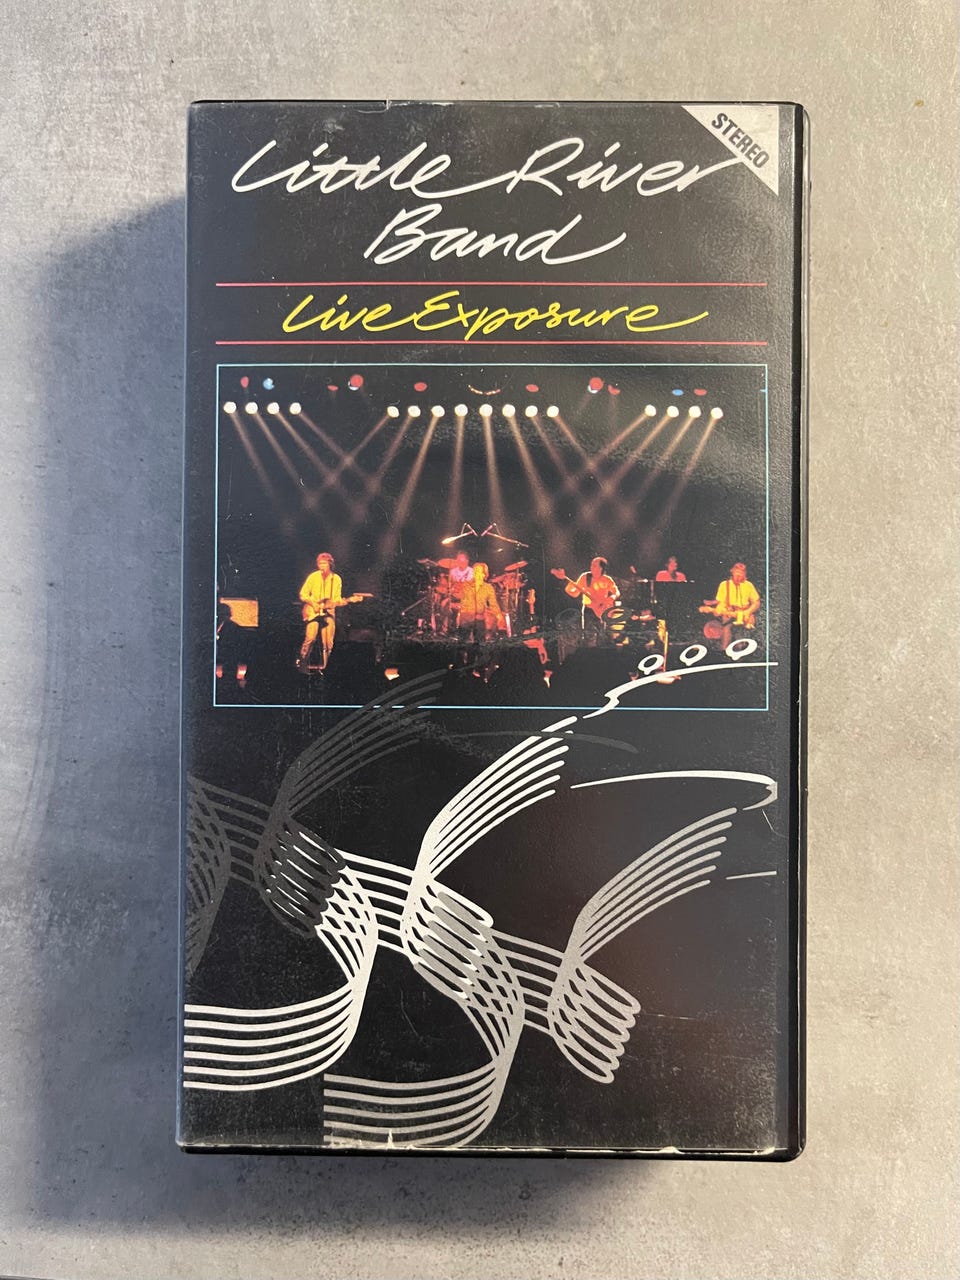 STEREO
Little River
Band
Live Exposure